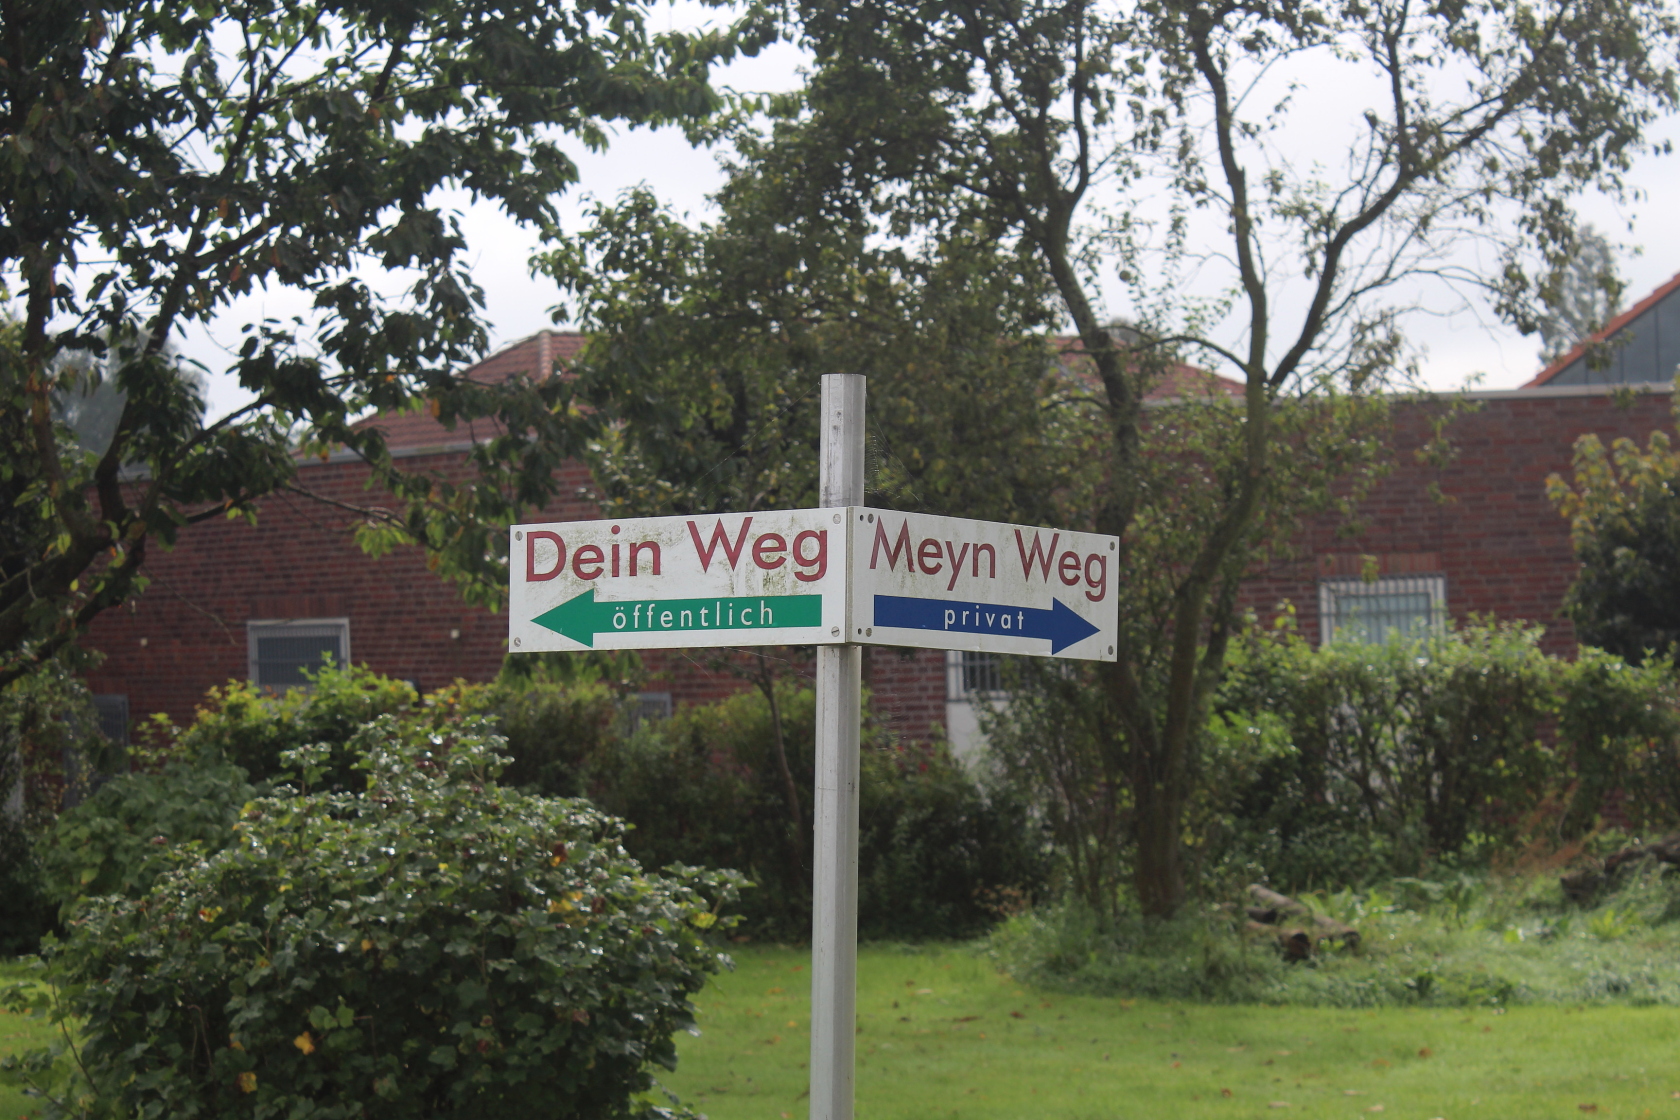 Dein Weg
öffentlich
Meyn Weg
privat